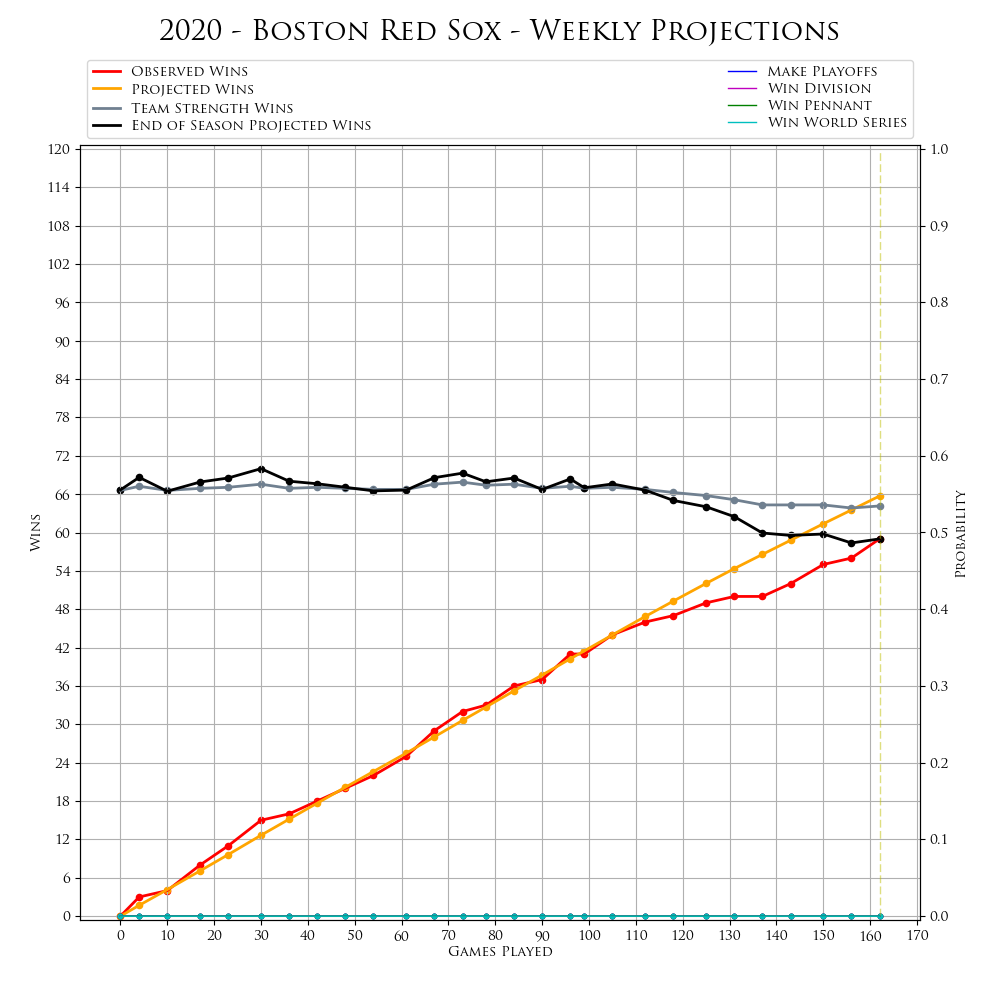 2020 - Boston Red Sox - Weekly Projections
Observed Wins
Projected Wins
Team Strength Wins
End of Season Projected Wins
Make Playoffs
Win Division
Win Pennant
Win World Series
120
114
108
102
96
90
84
78
72
66
60
54
48
42
36
30
24
18
12
6
0
Wins
1.0
0.9
0.8
0.7
0.6
0.5
0.4
0.3
0.2
0.1
0.0
Probability
0 10 20 30 40 50 60 70 80 90 100 110 120 130 140 150 160 170
Games Played